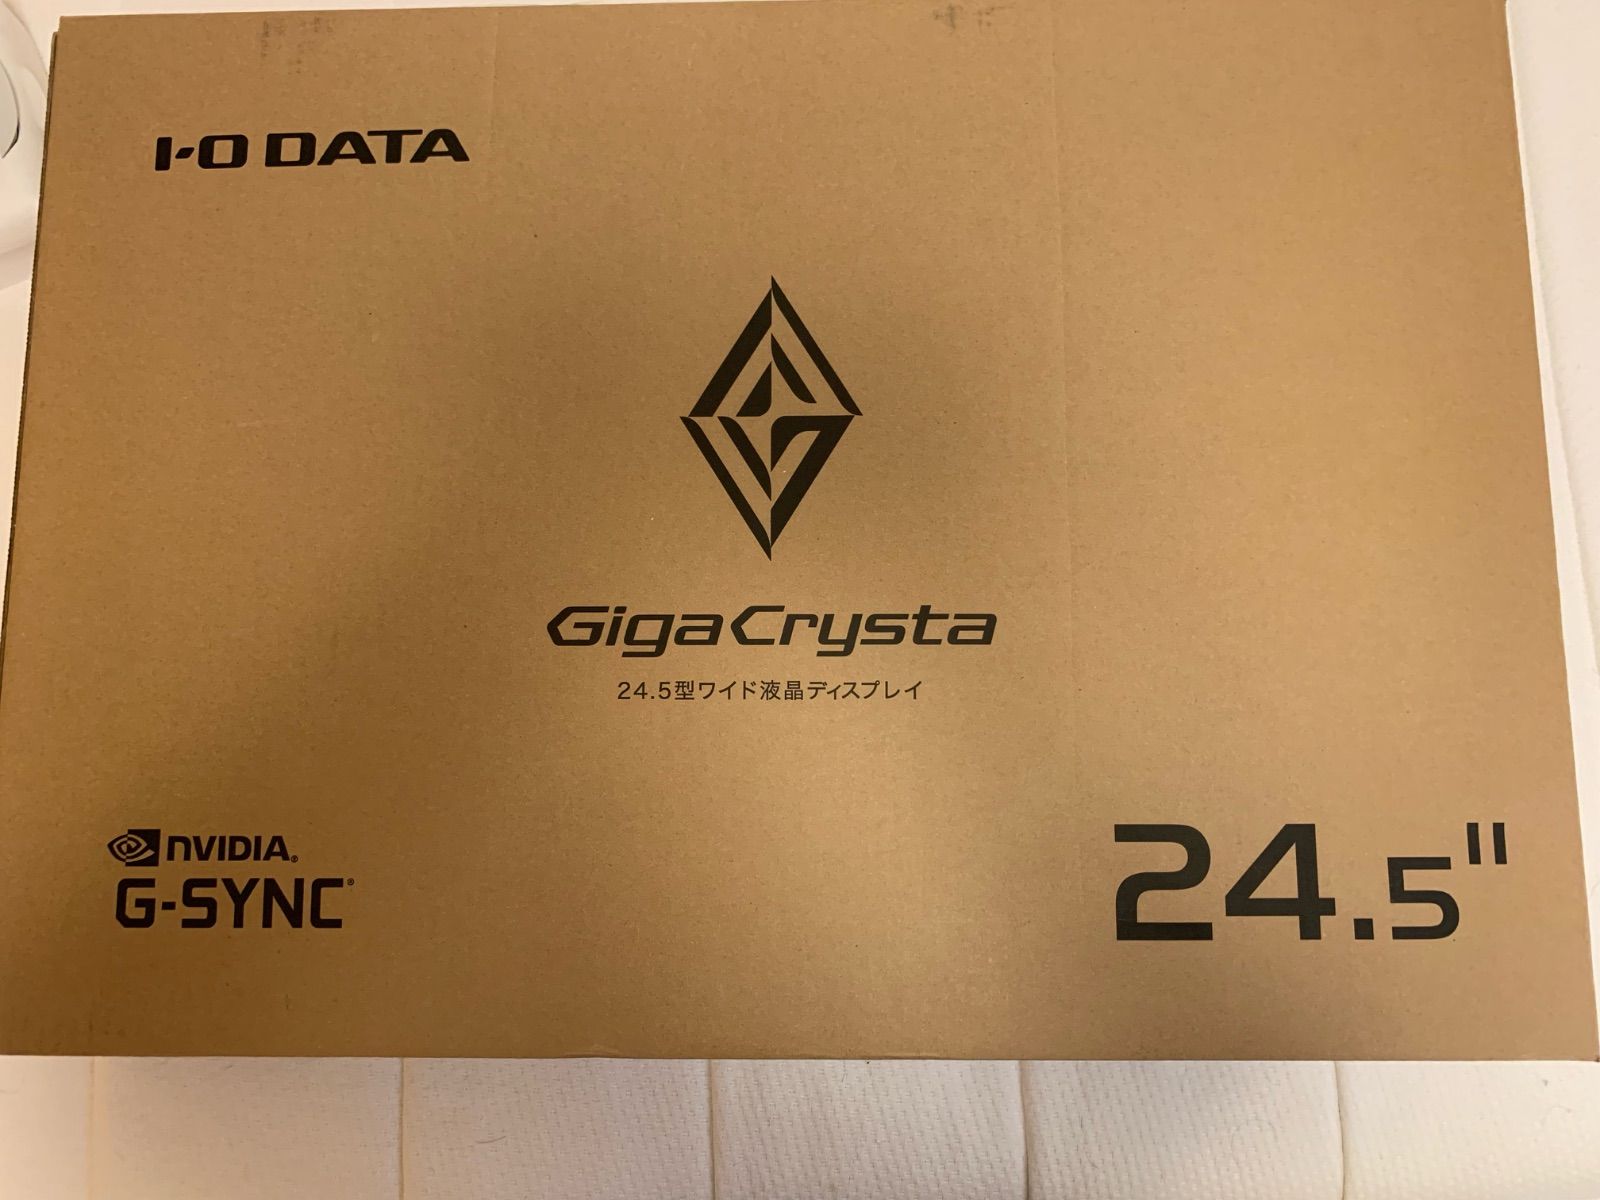 I-O DATA
GigaCrysta
24.5型ワイド液晶ディスプレイ
NVIDIA®
G-SYNC®
24.5"